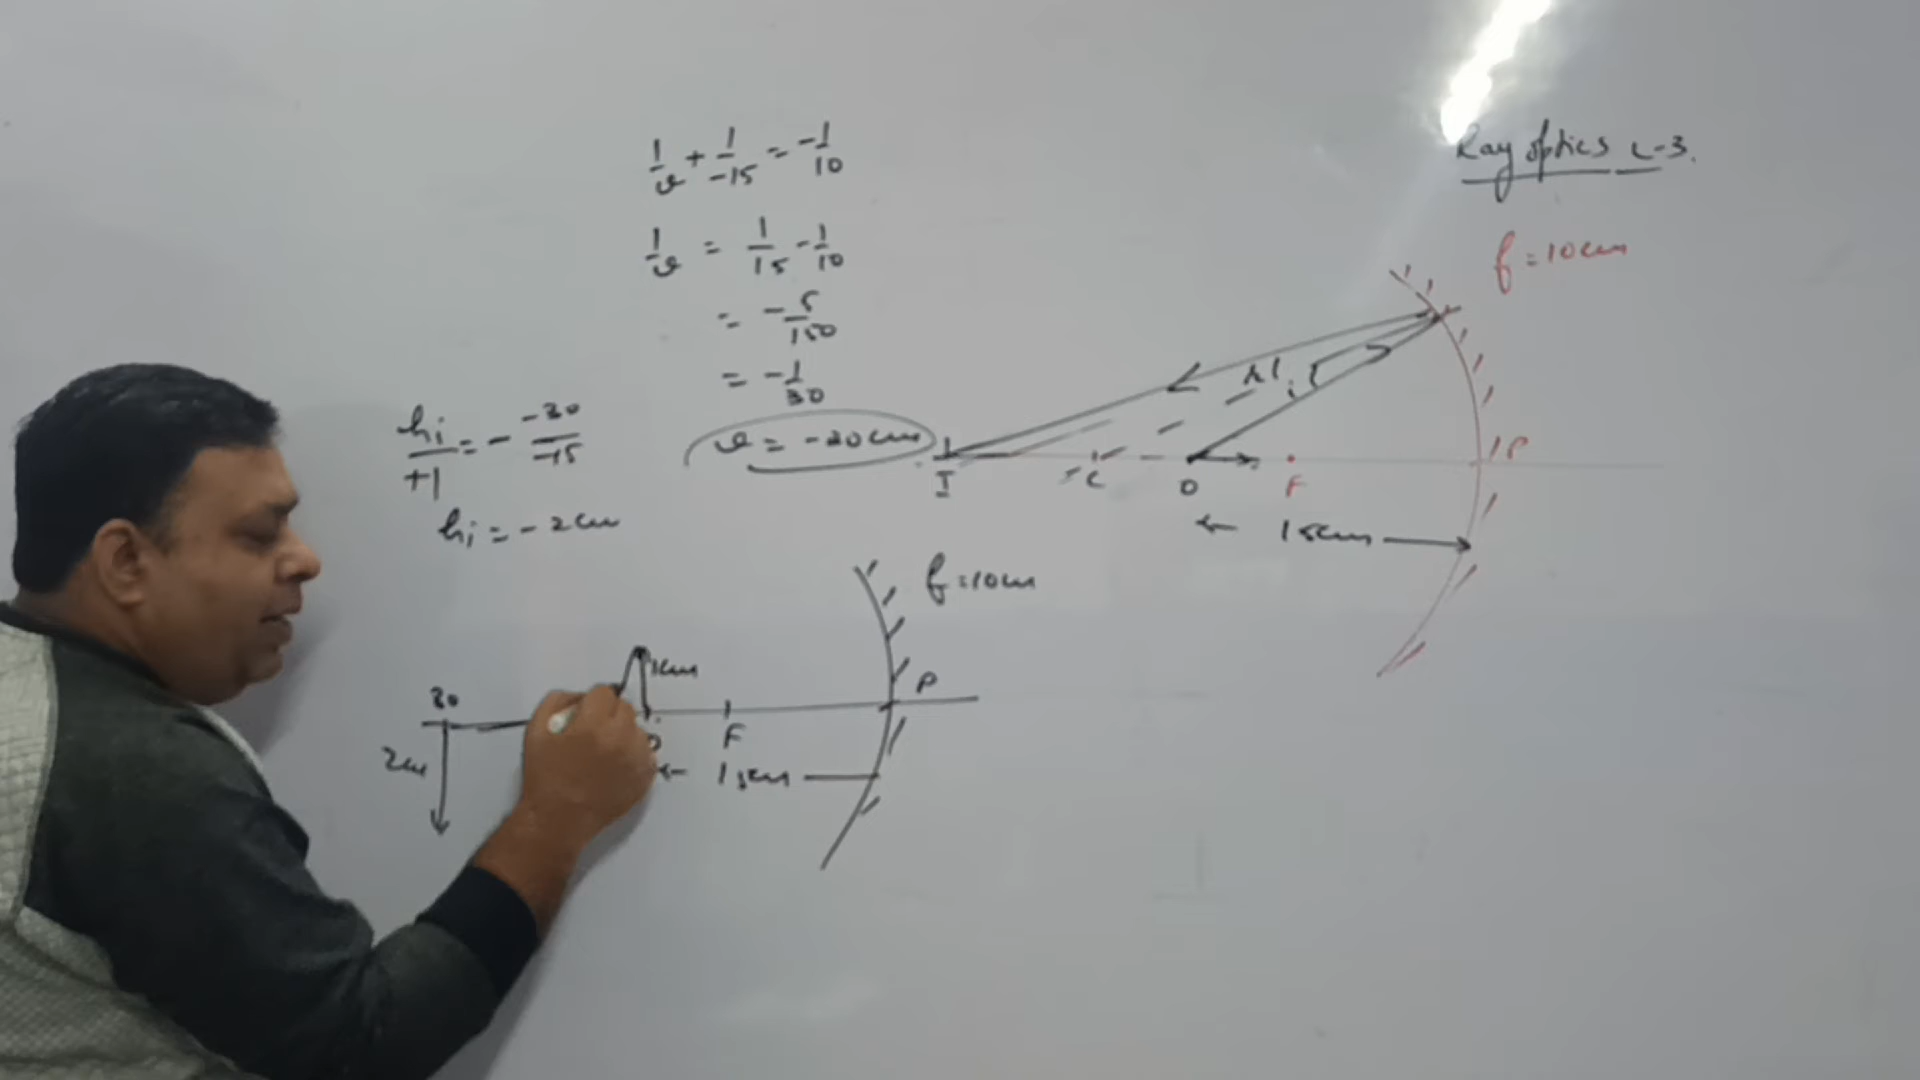 Ray optics L-3.
1/v + 1/-15 = -1/10
1/v = 1/15 - 1/10
= -5/150
= -1/30
v = -30cm
hi/+1 = - -30/-15
hi = -2cm
f = 10cm
I C O F P
15cm
f = 10cm
1cm
30
P
F
2cm
15cm